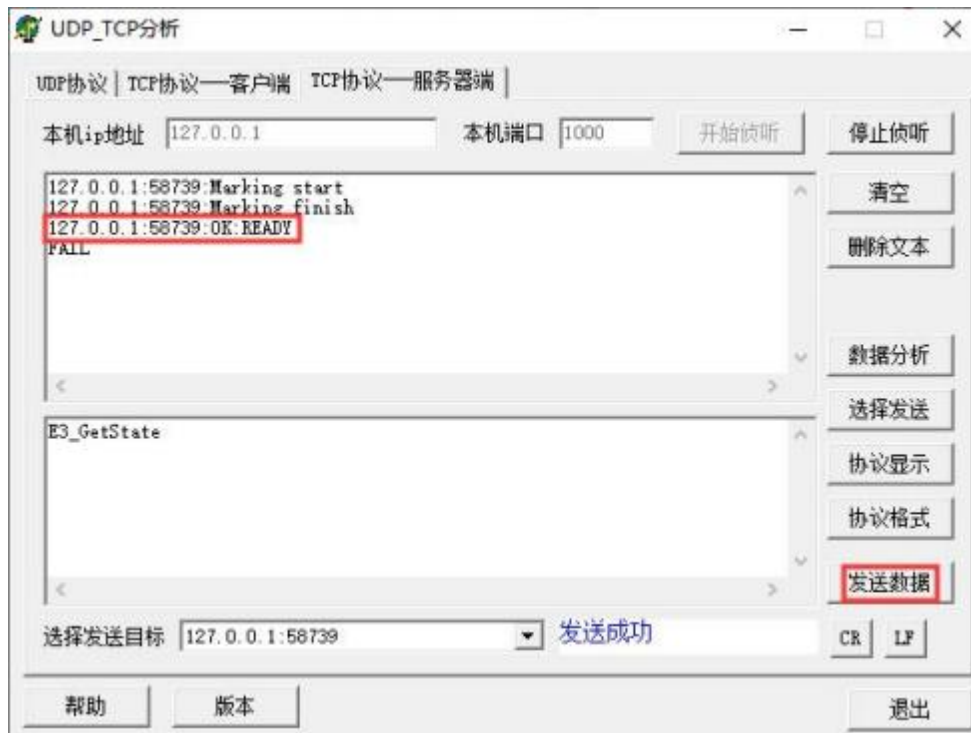 UDP_TCP分析
UDP协议 TCP协议——客户端 TCP协议——服务器端
本机ip地址 127.0.0.1 本机端口 1000 开始侦听 停止侦听
127.0.0.1:58739:Marking start
127.0.0.1:58739:Marking finish
127.0.0.1:58739:OK:READY
FAIL
清空
删除文本
数据分析
选择发送
E3_GetState
协议显示
协议格式
发送数据
选择发送目标 127.0.0.1:58739 发送成功 CR LF
帮助 版本 退出